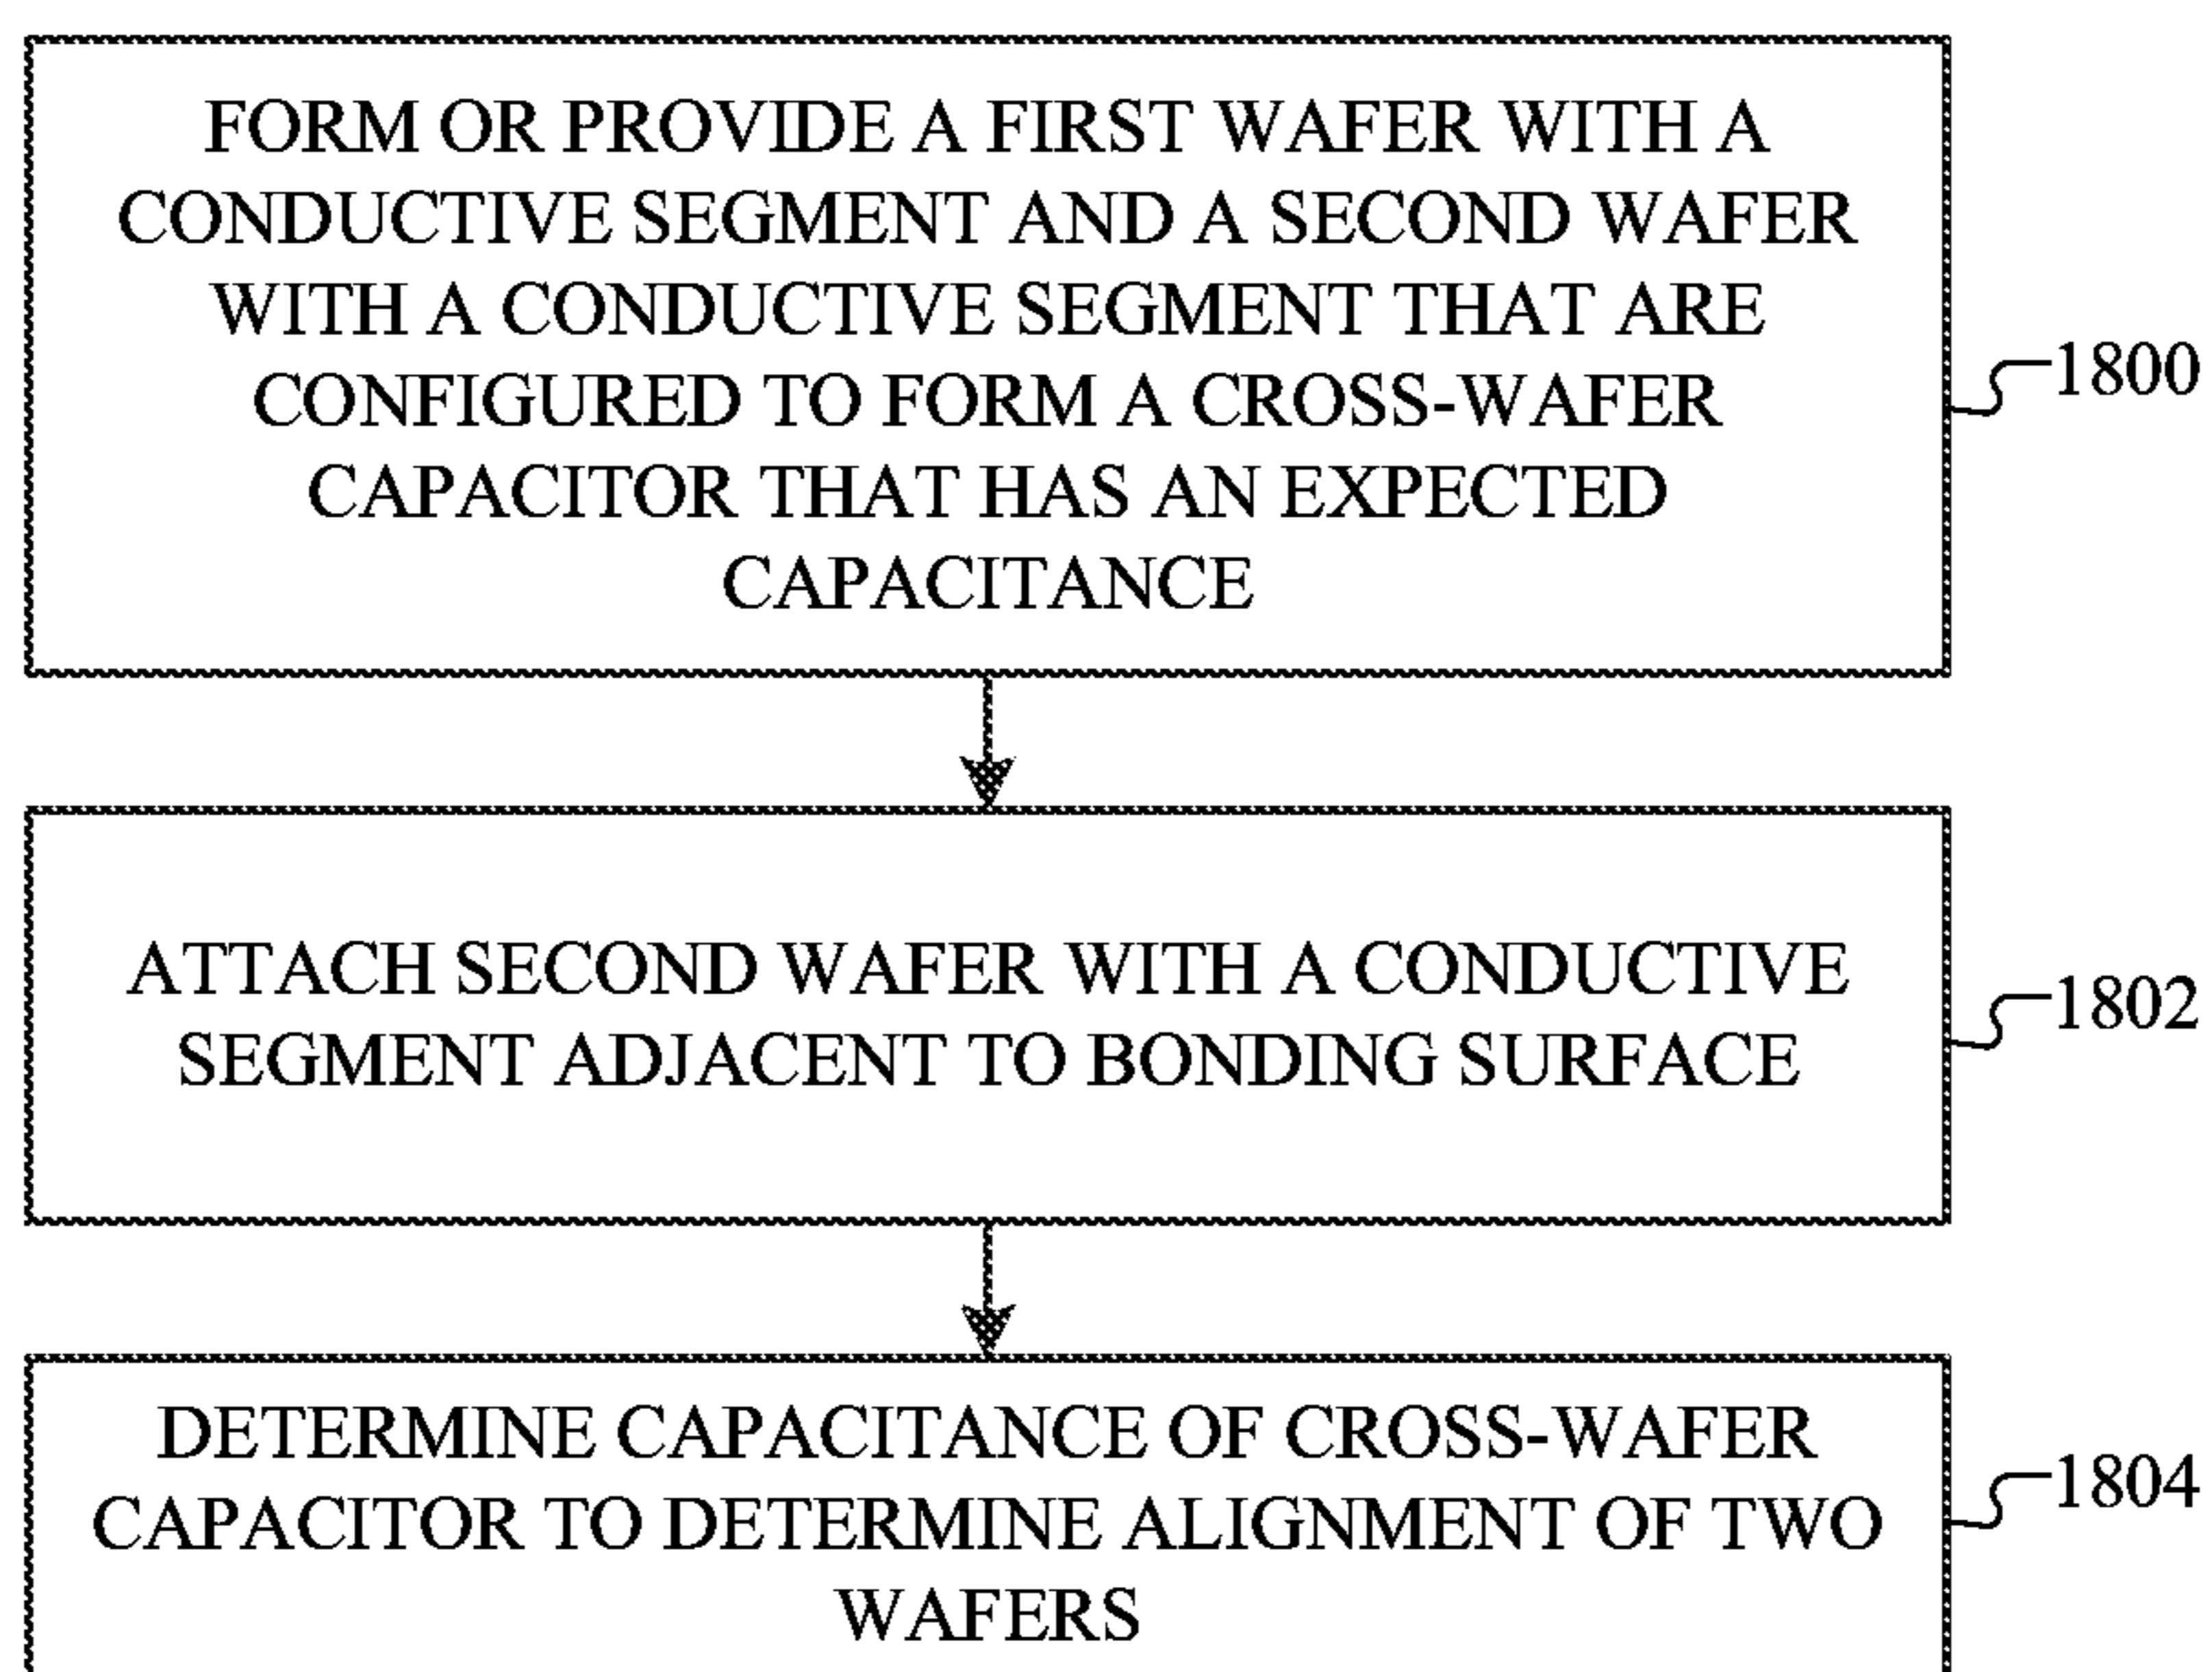 FORM OR PROVIDE A FIRST WAFER WITH A
CONDUCTIVE SEGMENT AND A SECOND WAFER
WITH A CONDUCTIVE SEGMENT THAT ARE
CONFIGURED TO FORM A CROSS-WAFER
CAPACITOR THAT HAS AN EXPECTED
CAPACITANCE
1800
ATTACH SECOND WAFER WITH A CONDUCTIVE
SEGMENT ADJACENT TO BONDING SURFACE
1802
DETERMINE CAPACITANCE OF CROSS-WAFER
CAPACITOR TO DETERMINE ALIGNMENT OF TWO
WAFERS
1804